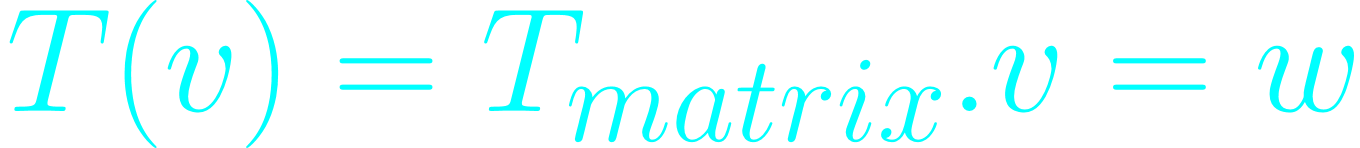 T(v) = T_{matrix}.v = w